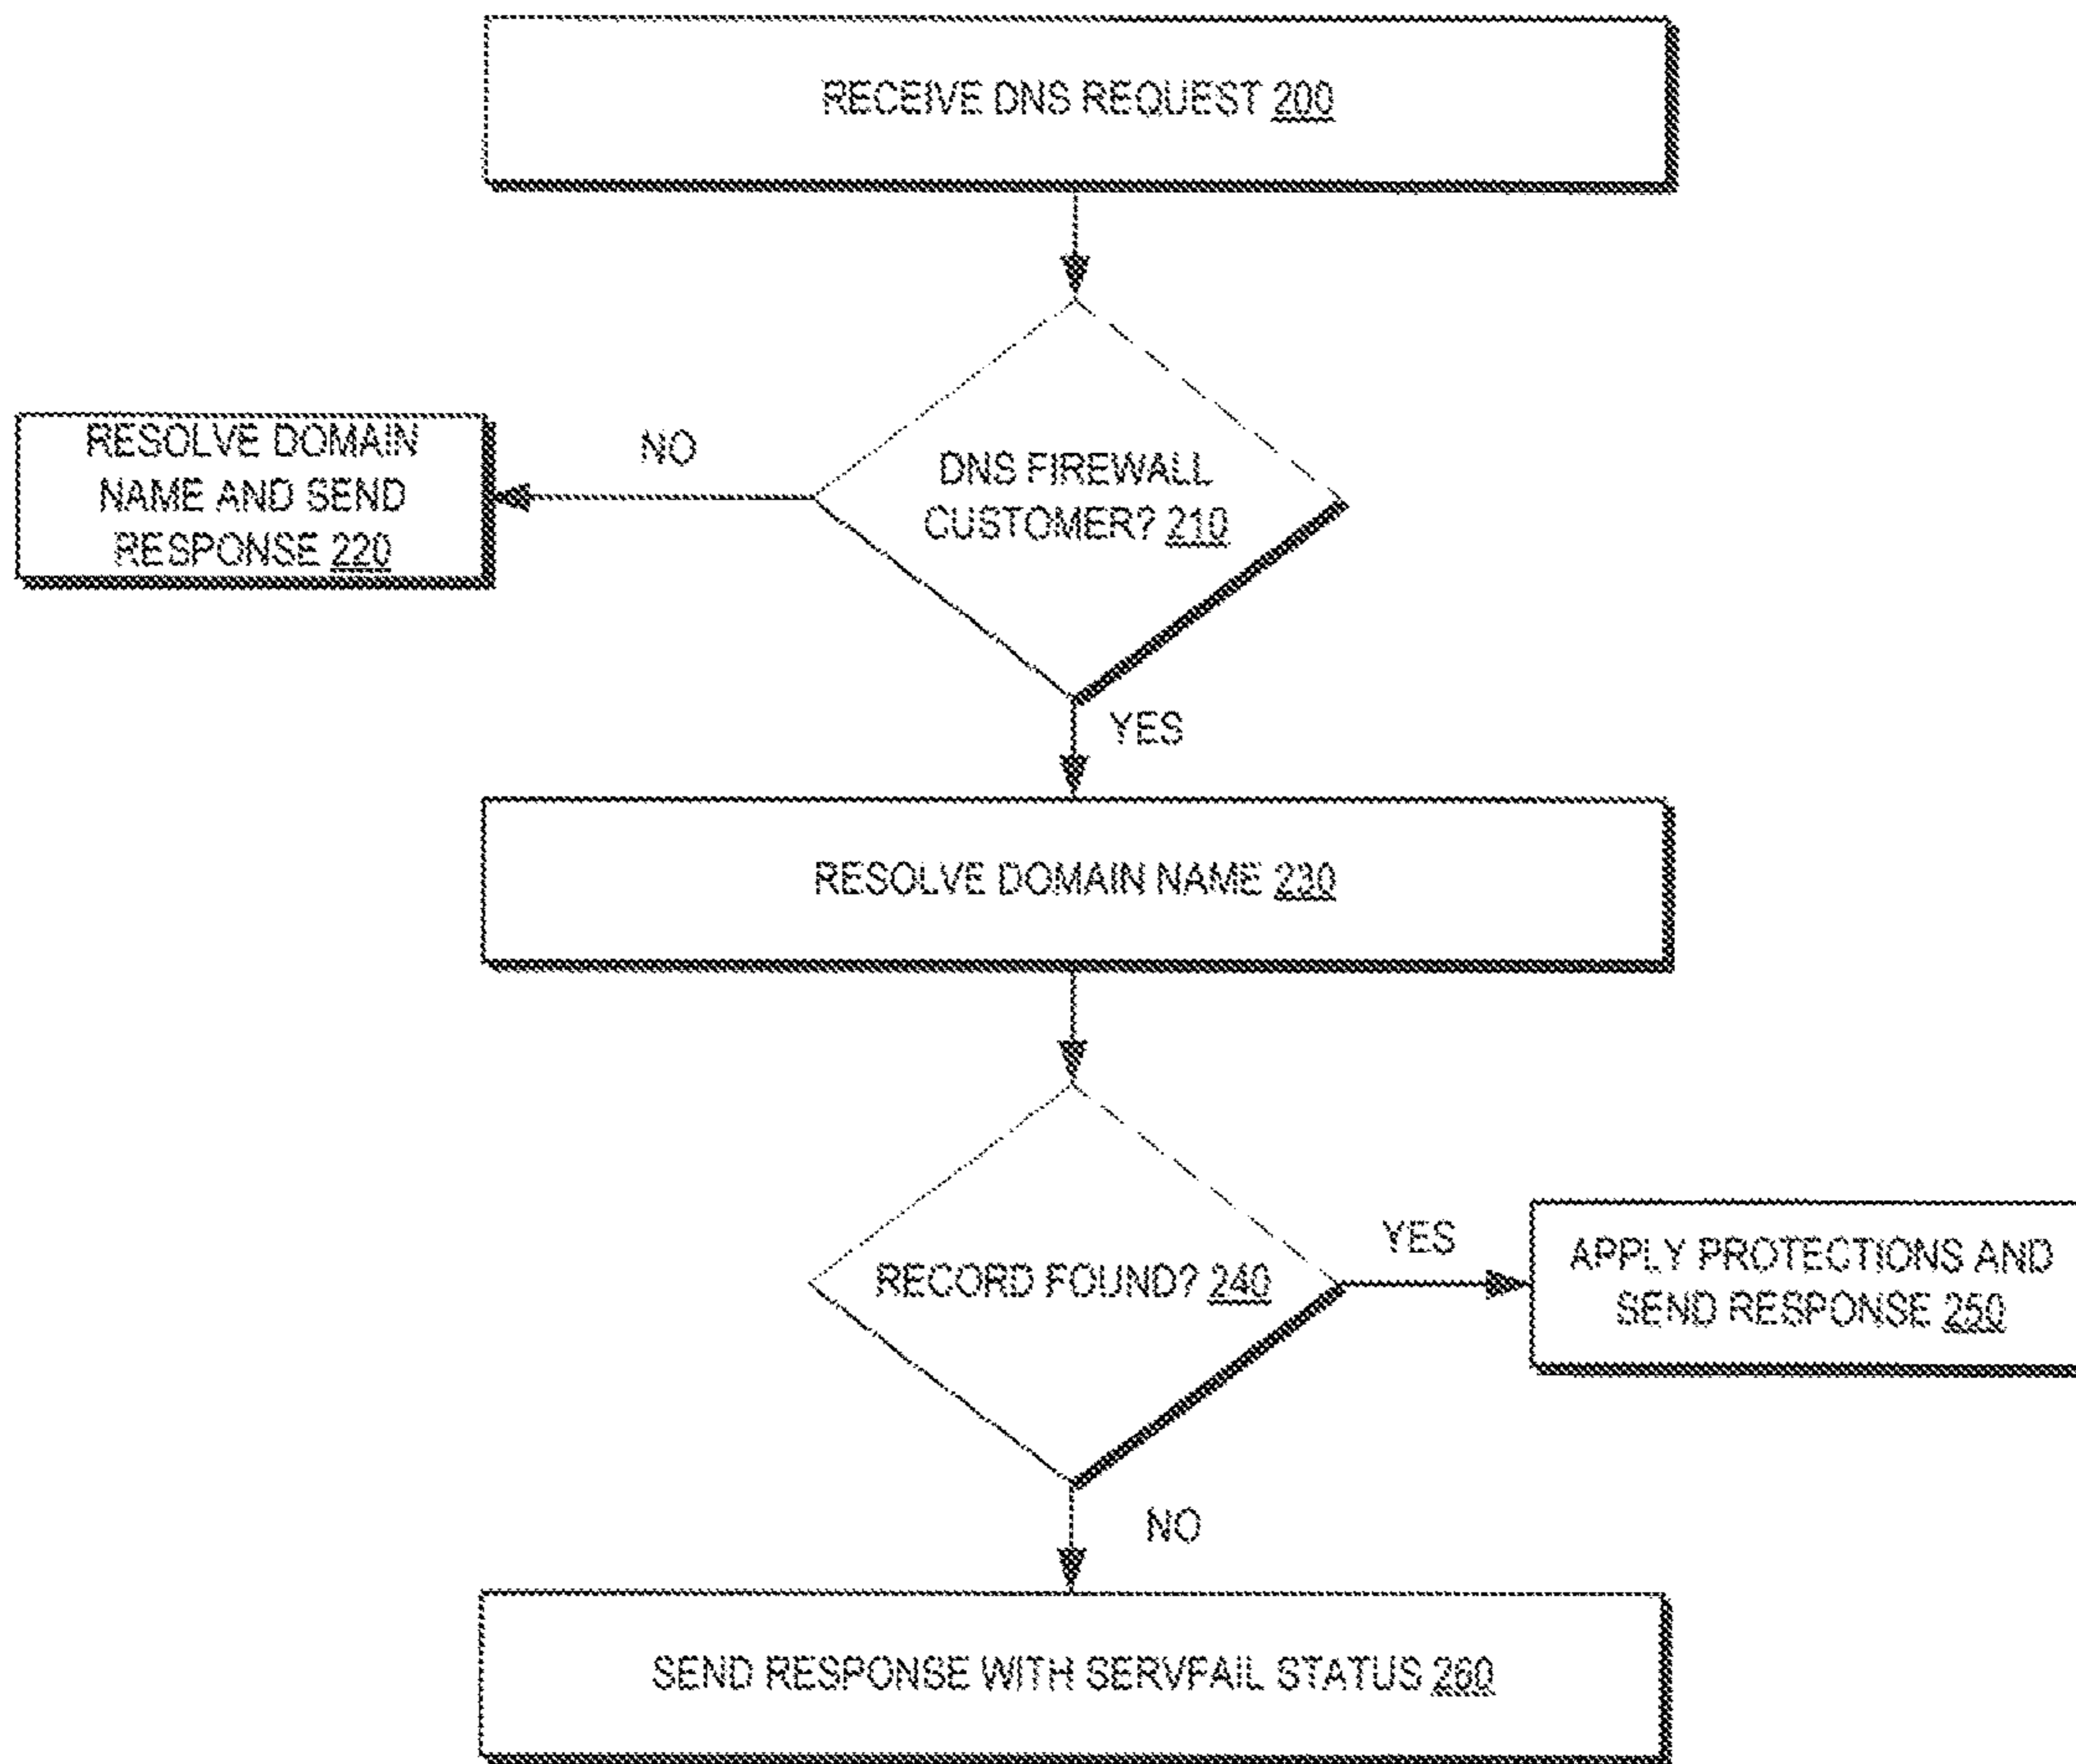 RECEIVE DNS REQUEST 200
DNS FIREWALL
CUSTOMER? 210
NO
RESOLVE DOMAIN
NAME AND SEND
RESPONSE 220
YES
RESOLVE DOMAIN NAME 230
RECORD FOUND? 240
YES
APPLY PROTECTIONS AND
SEND RESPONSE 250
NO
SEND RESPONSE WITH SERVFAIL STATUS 260